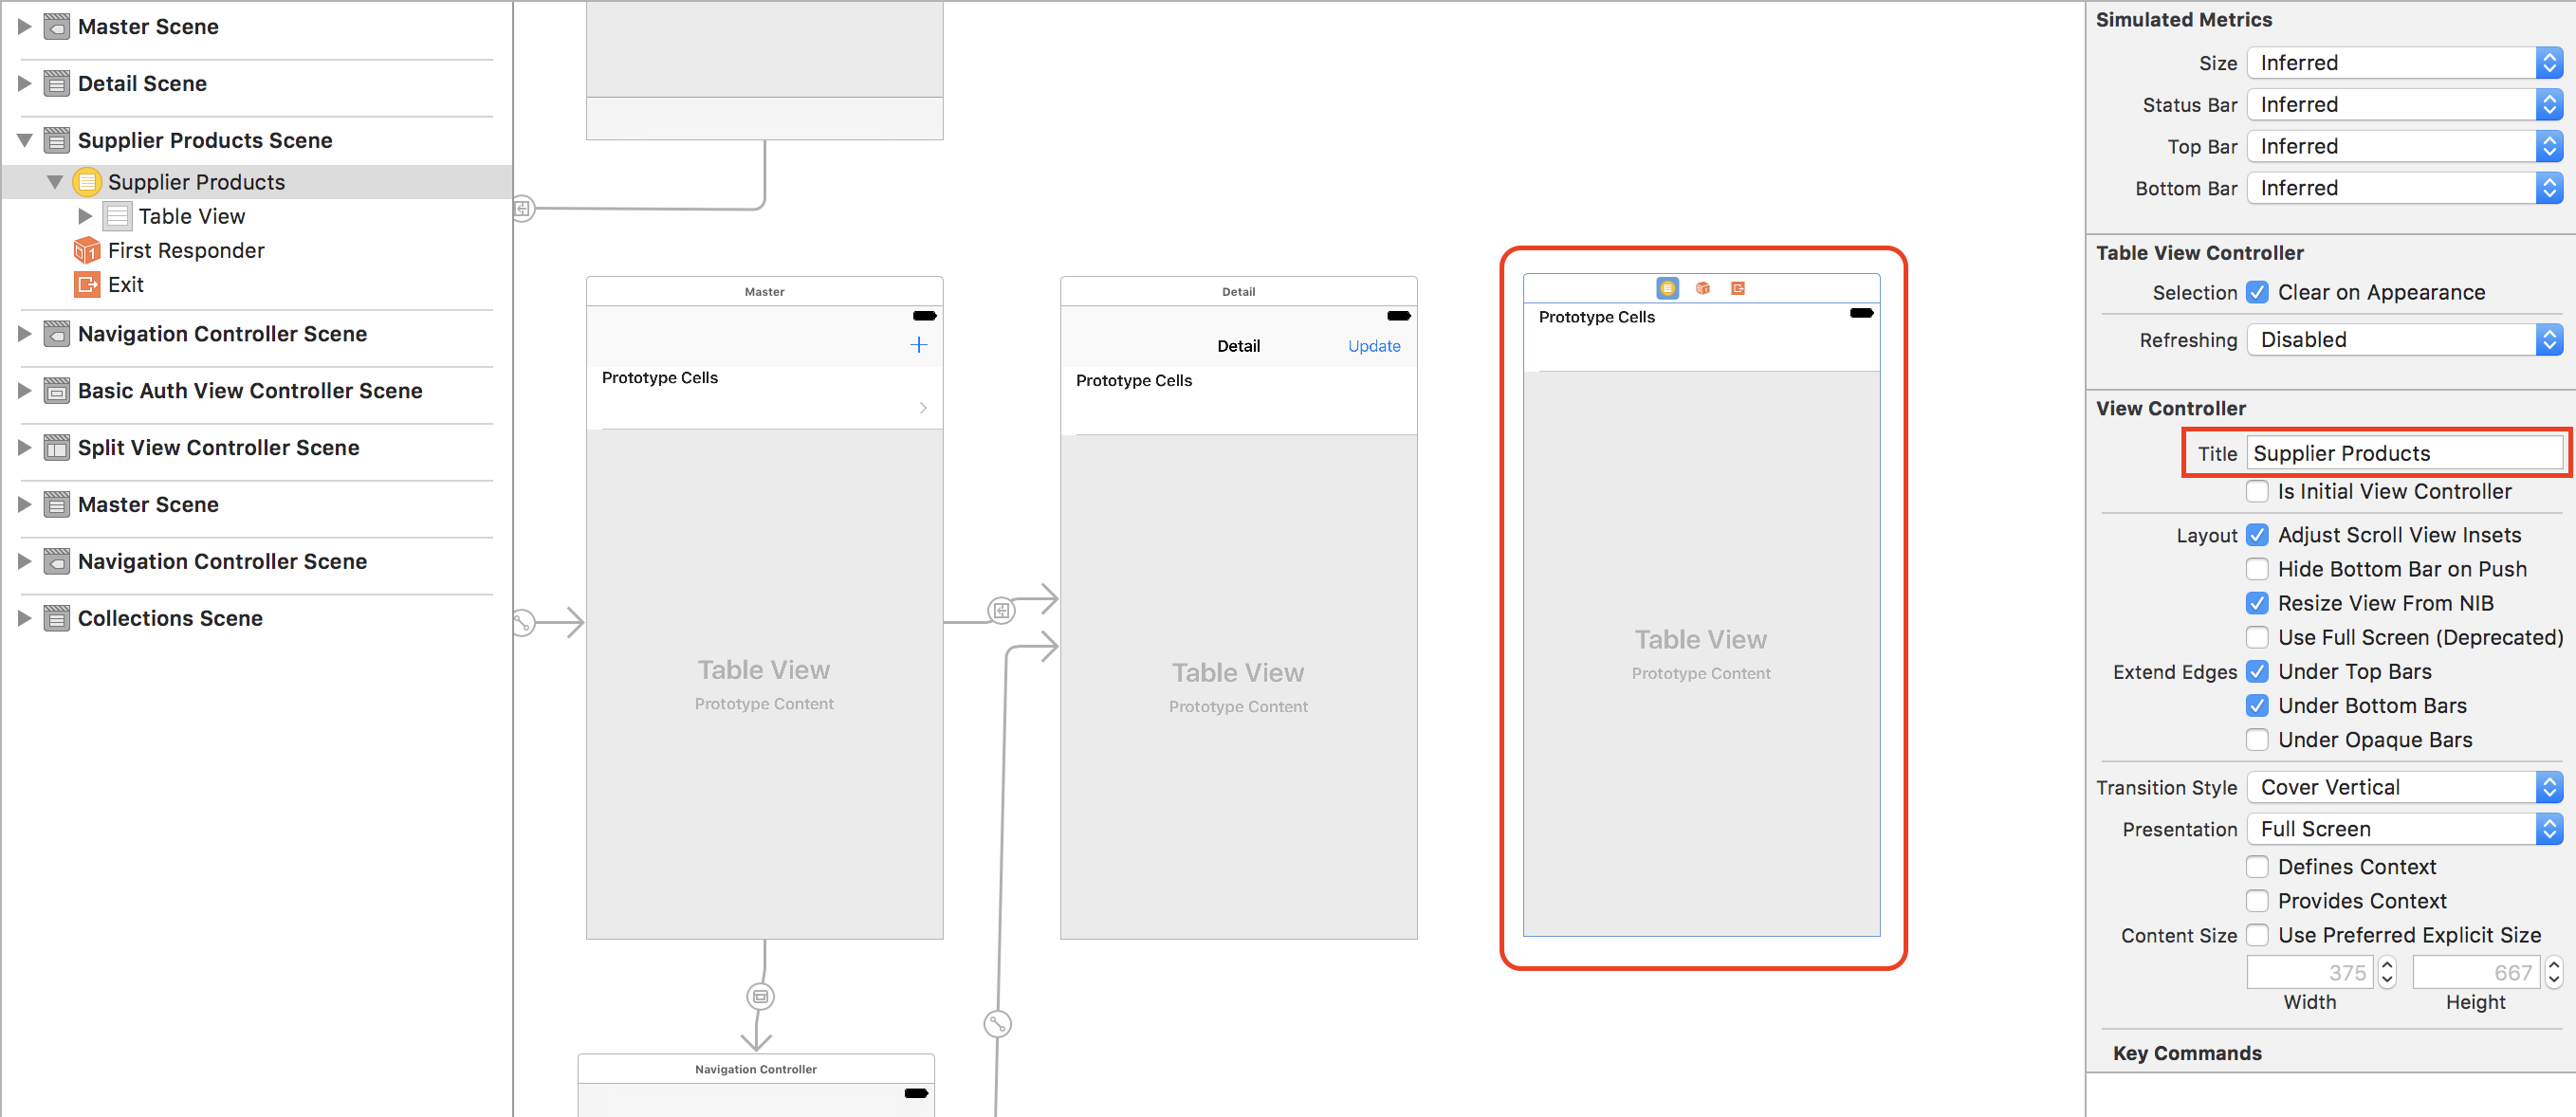 Master Scene
Detail Scene
Supplier Products Scene
Supplier Products
Table View
First Responder
Exit
Navigation Controller Scene
Basic Auth View Controller Scene
Split View Controller Scene
Master Scene
Navigation Controller Scene
Collections Scene
Master
Prototype Cells
Table View
Prototype Content
Detail
Detail Update
Prototype Cells
Table View
Prototype Content
Prototype Cells
Table View
Prototype Content
Navigation Controller
Simulated Metrics
Size Inferred
Status Bar Inferred
Top Bar Inferred
Bottom Bar Inferred
Table View Controller
Selection Clear on Appearance
Refreshing Disabled
View Controller
Title Supplier Products
Is Initial View Controller
Layout Adjust Scroll View Insets
Hide Bottom Bar on Push
Resize View From NIB
Use Full Screen (Deprecated)
Extend Edges Under Top Bars
Under Bottom Bars
Under Opaque Bars
Transition Style Cover Vertical
Presentation Full Screen
Defines Context
Provides Context
Content Size Use Preferred Explicit Size
375 667
Width Height
Key Commands